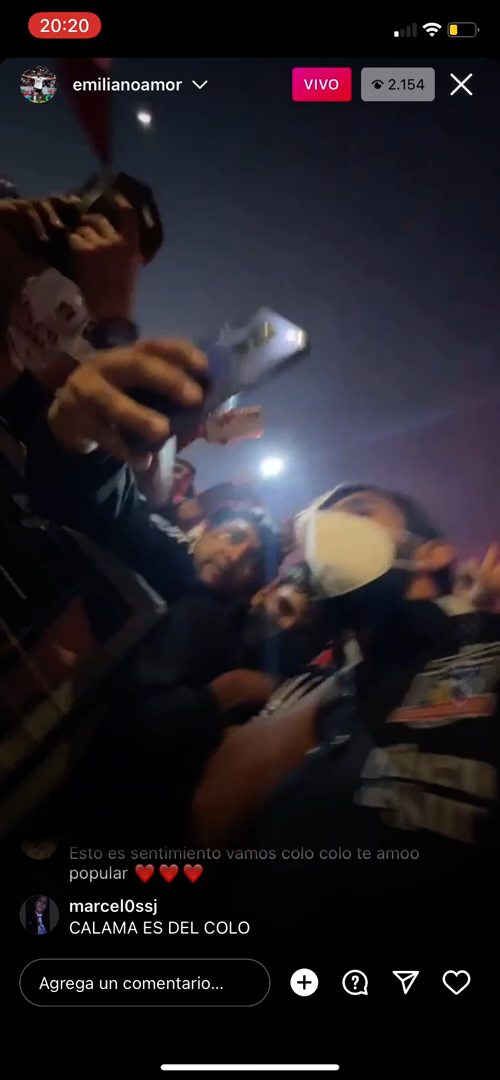 20:20
emilianoamor
VIVO
2.154
Esto es sentimiento vamos colo colo te amoo
popular ❤️❤️❤️
marcel0ssj
CALAMA ES DEL COLO
Agrega un comentario...